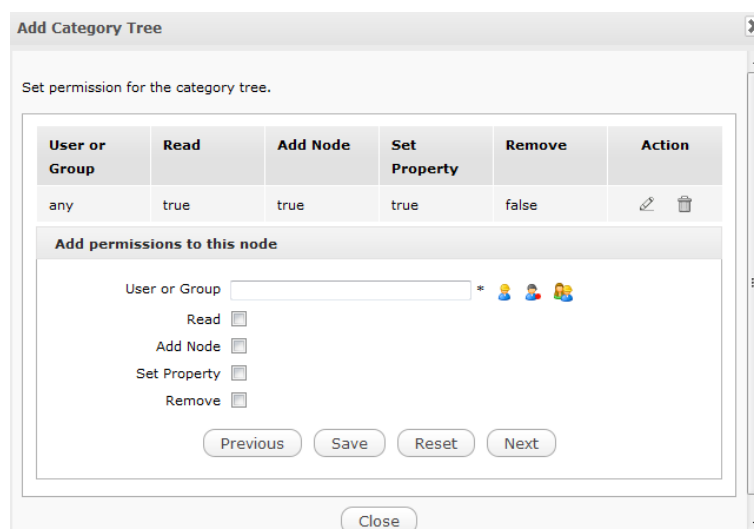 Add Category Tree
Set permission for the category tree.
User or Group Read Add Node Set Property Remove Action
any true true true false
Add permissions to this node
User or Group *
Read
Add Node
Set Property
Remove
Previous Save Reset Next
Close